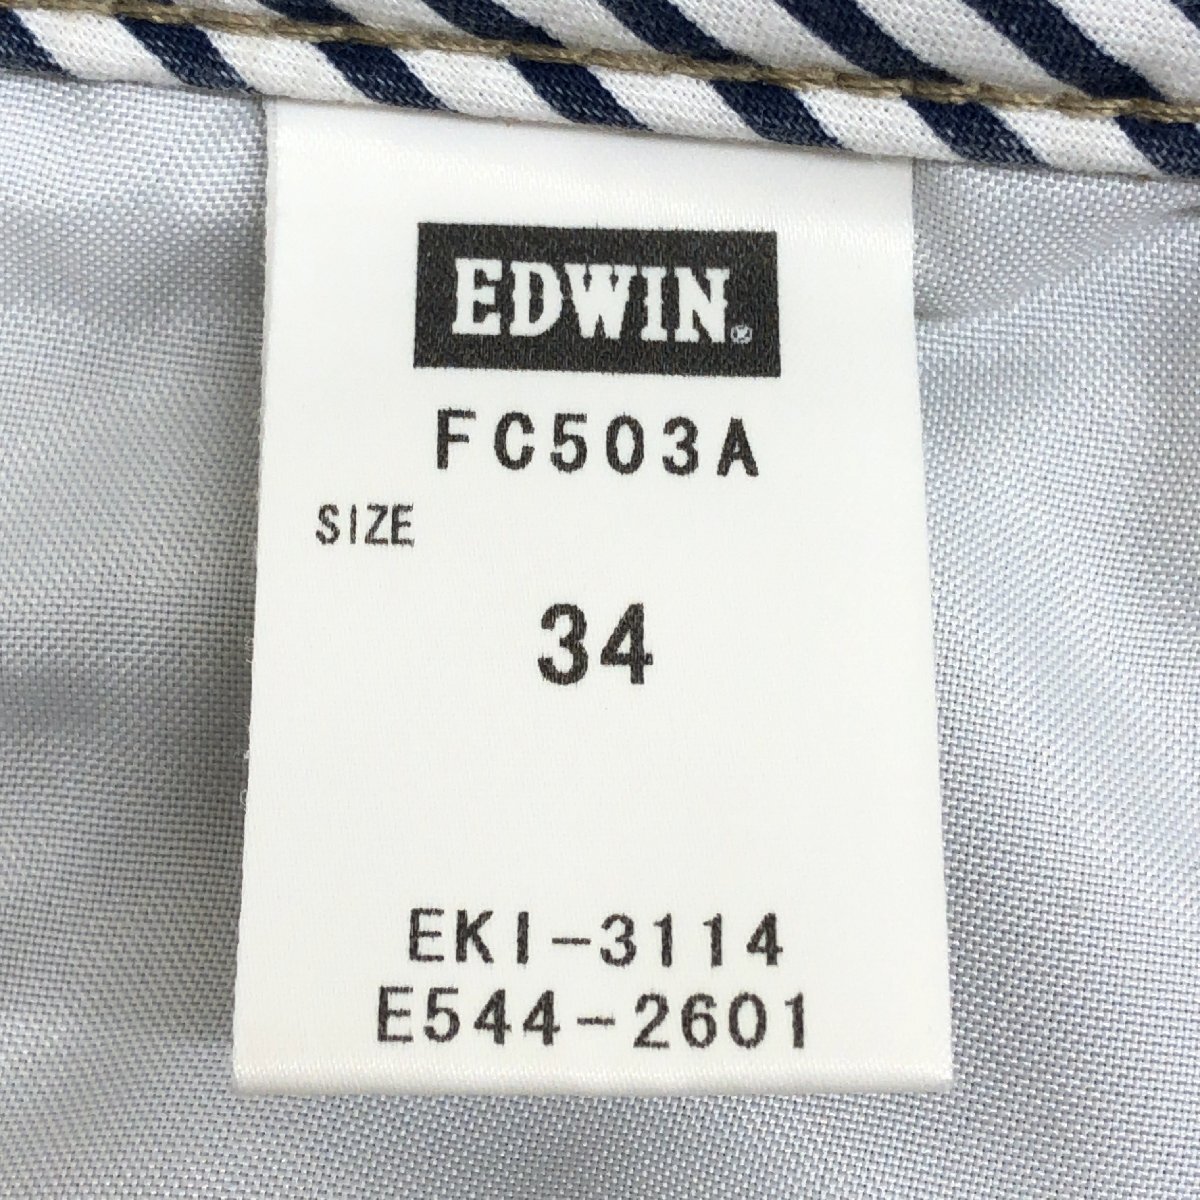 EDWIN®
FC503A
SIZE
34
EKI-3114
E544-2601